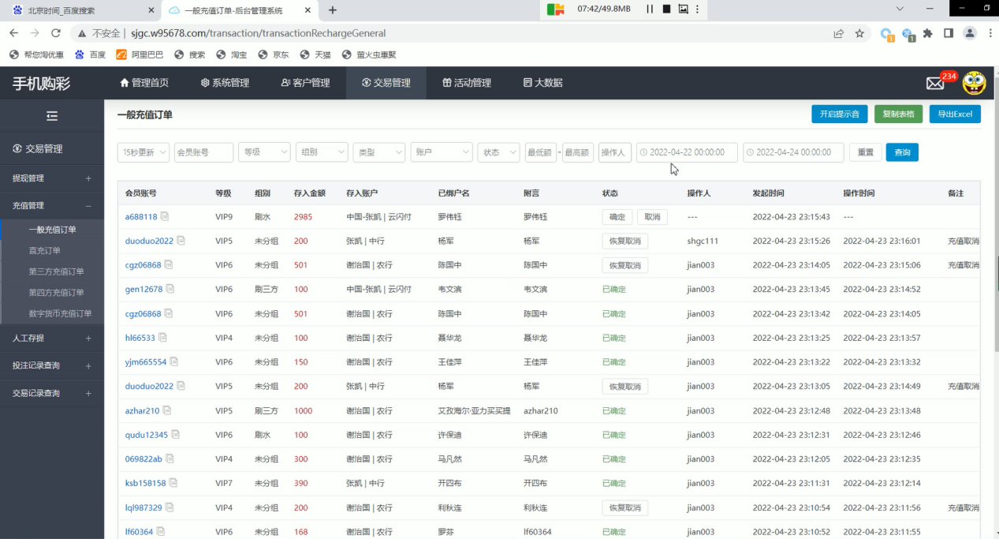 北京时间_百度搜索
一般充值订单-后台管理系统
07:42/49.8MB
不安全 | sjgc.w95678.com/transaction/transactionRechargeGeneral
帮您淘优惠 百度 阿里巴巴 搜索 淘宝 京东 天猫 萤火虫惠聚
手机购彩 管理首页 系统管理 客户管理 交易管理 活动管理 大数据 234
一般充值订单 开启提示音 复制表格 导出Excel
交易管理
提现管理 +
充值管理 −
一般充值订单
直充订单
第三方充值订单
第四方充值订单
数字货币充值订单
人工存提 +
投注记录查询 +
交易记录查询 +
15秒更新 会员账号 等级 组别 类型 账户 状态 最低额 - 最高额 操作人 2022-04-22 00:00:00 2022-04-24 00:00:00 重置 查询
会员账号 等级 组别 存入金额 存入账户 已绑户名 附言 状态 操作人 发起时间 操作时间 备注
a688118 VIP9 刷水 2985 中国-张凯 | 云闪付 罗伟钰 罗伟钰 确定 取消 --- 2022-04-23 23:15:43 ---
duoduo2022 VIP5 未分组 200 张凯 | 中行 杨军 杨军 恢复取消 shgc111 2022-04-23 23:15:26 2022-04-23 23:16:01 充值取消
cgz06868 VIP6 未分组 501 谢治国 | 农行 陈国中 陈国中 恢复取消 jian003 2022-04-23 23:14:05 2022-04-23 23:15:06 充值取消
gen12678 VIP6 刷三方 100 中国-张凯 | 云闪付 韦文滨 韦文滨 已确定 jian003 2022-04-23 23:13:45 2022-04-23 23:14:52
cgz06868 VIP6 未分组 501 谢治国 | 农行 陈国中 陈国中 已确定 jian003 2022-04-23 23:13:42 2022-04-23 23:14:05
hl66533 VIP4 未分组 100 谢治国 | 农行 聂华龙 聂华龙 已确定 jian003 2022-04-23 23:13:25 2022-04-23 23:13:57
yjm665554 VIP6 未分组 150 谢治国 | 农行 王佳萍 王佳萍 已确定 jian003 2022-04-23 23:13:22 2022-04-23 23:13:32
duoduo2022 VIP5 未分组 200 张凯 | 中行 杨军 杨军 恢复取消 jian003 2022-04-23 23:13:05 2022-04-23 23:14:49 充值取消
azhar210 VIP5 刷三方 1000 谢治国 | 农行 艾孜海尔·亚力买买提 azhar210 已确定 jian003 2022-04-23 23:12:48 2022-04-23 23:13:48
qudu12345 VIP6 刷水 100 谢治国 | 农行 许保迪 许保迪 已确定 jian003 2022-04-23 23:12:31 2022-04-23 23:12:46
069822ab VIP4 未分组 300 谢治国 | 农行 马凡然 马凡然 已确定 jian003 2022-04-23 23:12:05 2022-04-23 23:12:35
ksb158158 VIP7 未分组 390 张凯 | 中行 开四布 开四布 已确定 jian003 2022-04-23 23:11:31 2022-04-23 23:12:14
lql987329 VIP4 未分组 200 谢治国 | 农行 利秋连 利秋连 恢复取消 jian003 2022-04-23 23:10:54 2022-04-23 23:11:56 充值取消
lf60364 VIP6 未分组 168 谢治国 | 农行 罗芬 lf60364 已确定 jian003 2022-04-23 23:10:52 2022-04-23 23:11:55